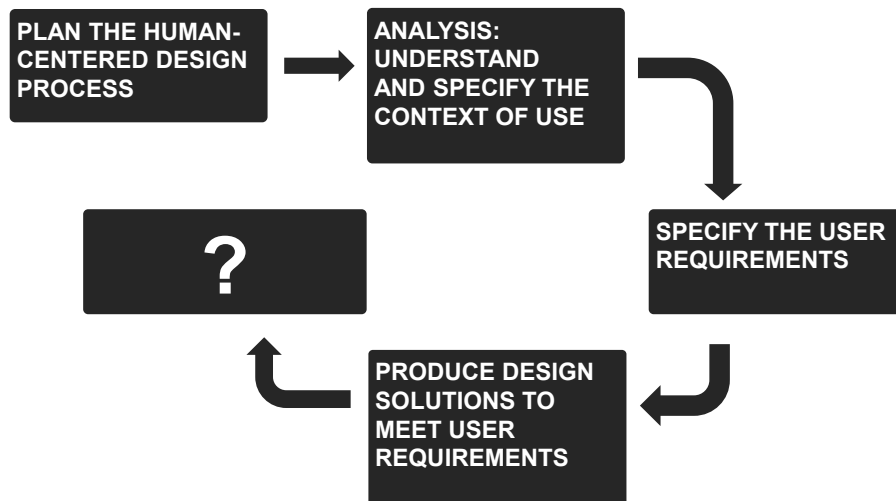 PLAN THE HUMAN-
CENTERED DESIGN
PROCESS
ANALYSIS:
UNDERSTAND
AND SPECIFY THE
CONTEXT OF USE
SPECIFY THE USER
REQUIREMENTS
PRODUCE DESIGN
SOLUTIONS TO
MEET USER
REQUIREMENTS
?